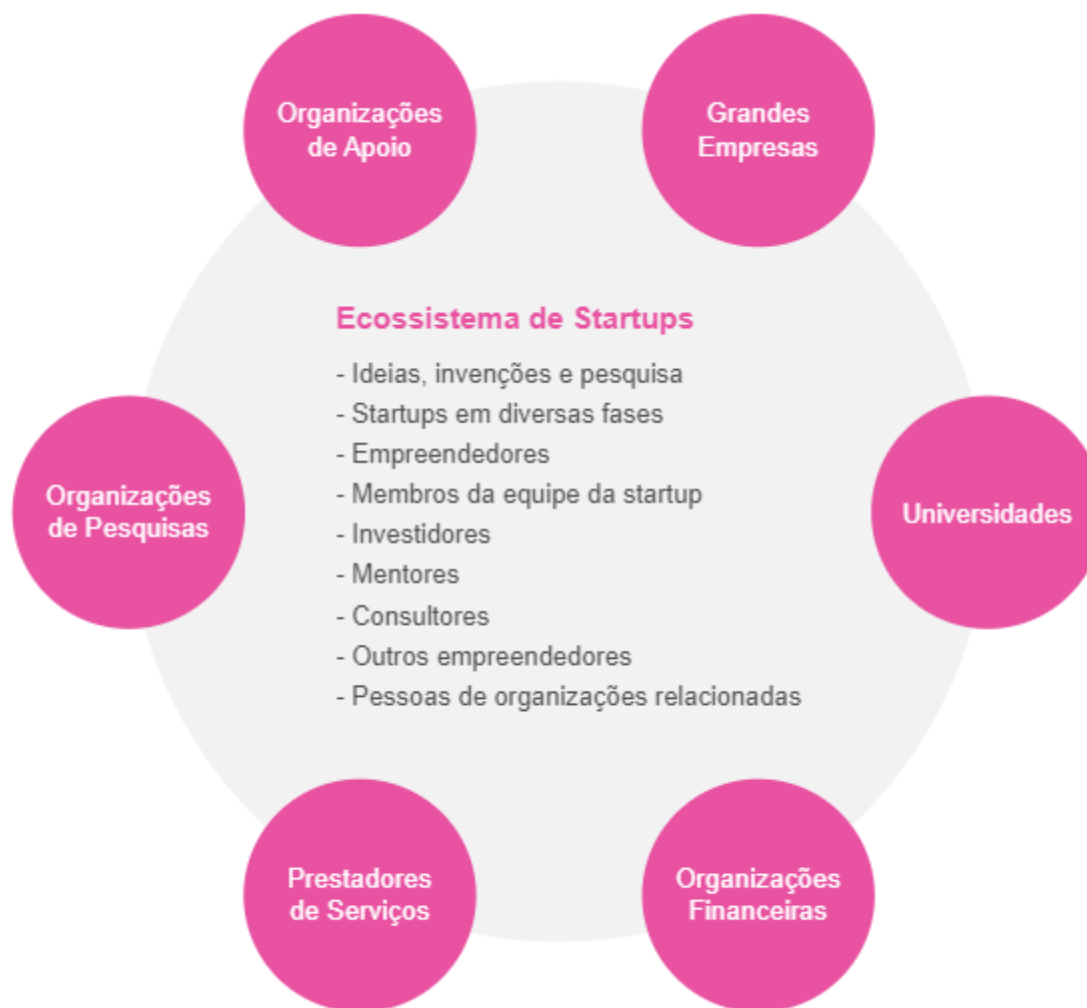 Organizações
de Apoio
Grandes
Empresas
Ecossistema de Startups
- Ideias, invenções e pesquisa
- Startups em diversas fases
- Empreendedores
- Membros da equipe da startup
- Investidores
- Mentores
- Consultores
- Outros empreendedores
- Pessoas de organizações relacionadas
Organizações
de Pesquisas
Universidades
Prestadores
de Serviços
Organizações
Financeiras